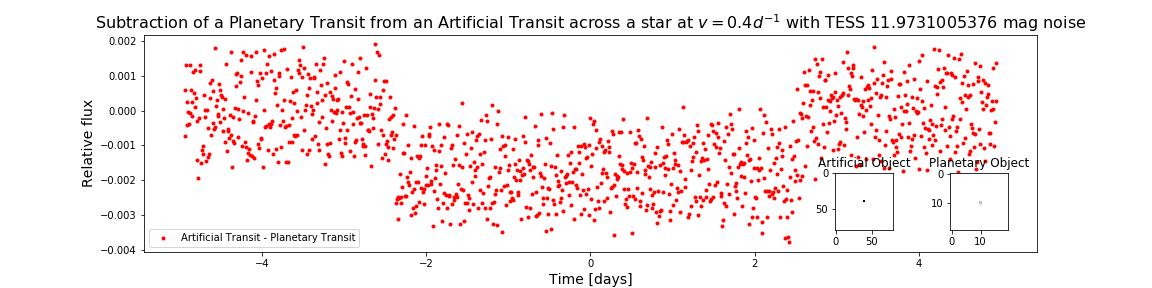 Subtraction of a Planetary Transit from an Artificial Transit across a star at v = 0.4d⁻¹ with TESS 11.9731005376 mag noise
0.002
0.001
0.000
−0.001
−0.002
−0.003
−0.004
Relative flux
Artificial Transit - Planetary Transit
Artificial Object
0
50
0 50
Planetary Object
0
10
0 10
−4 −2 0 2 4
Time [days]